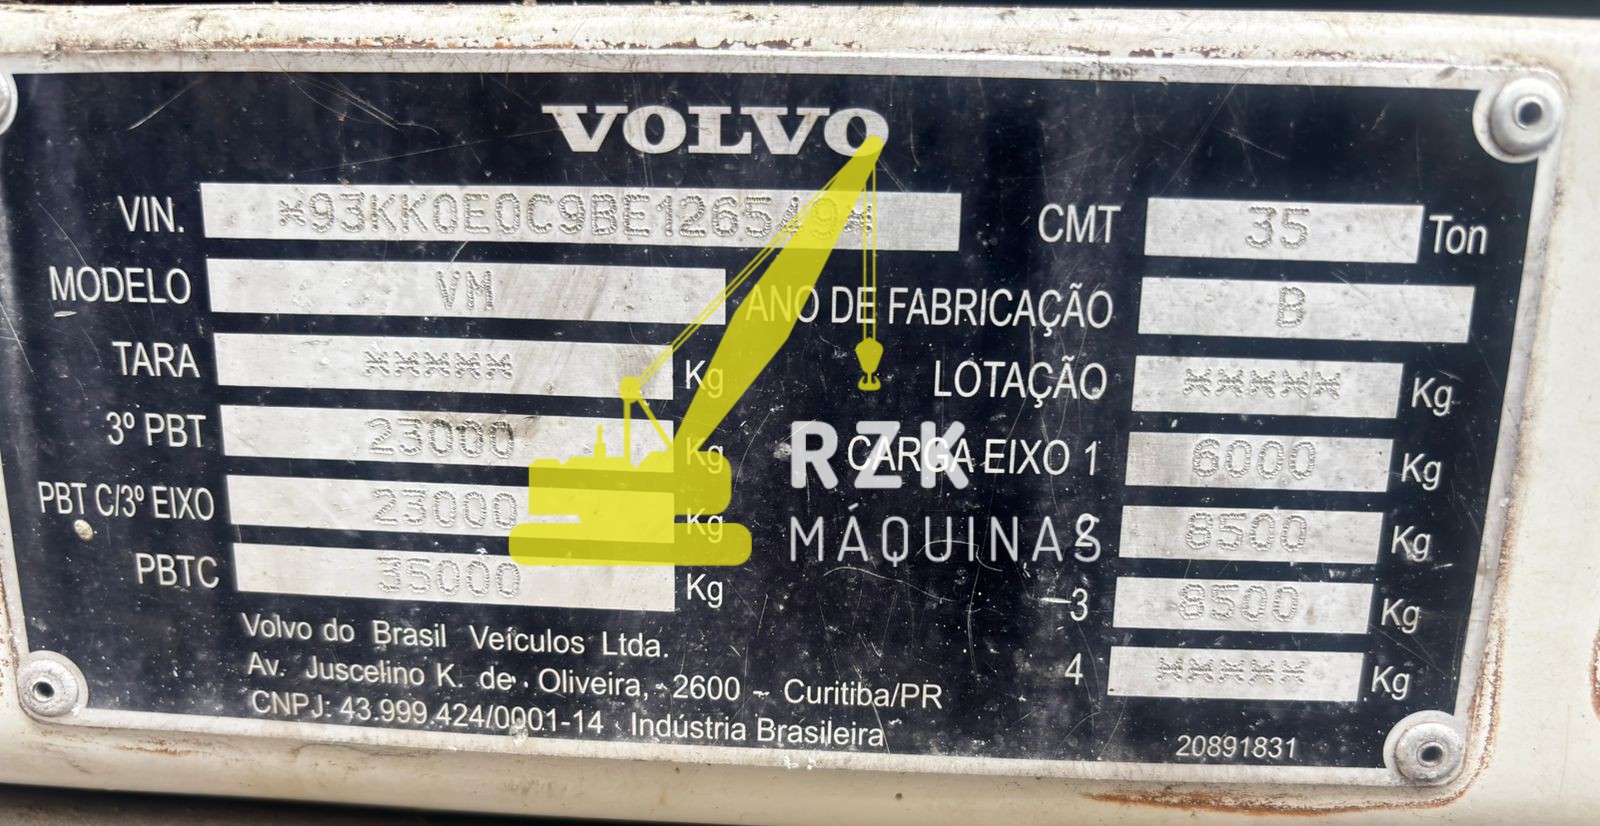 VOLVO
VIN. *93KK0E0C9BE126549*
CMT 35 Ton
MODELO VM
ANO DE FABRICAÇÃO B
TARA ***** Kg
LOTAÇÃO ***** Kg
3º PBT 23000 Kg
CARGA EIXO 1 6000 Kg
PBT C/3º EIXO 23000 Kg
2 8500 Kg
PBTC 35000 Kg
3 8500 Kg
4 ***** Kg
RZK
MÁQUINAS
Volvo do Brasil Veículos Ltda.
Av. Juscelino K. de Oliveira, 2600 - Curitiba/PR
CNPJ: 43.999.424/0001-14 Indústria Brasileira
20891831